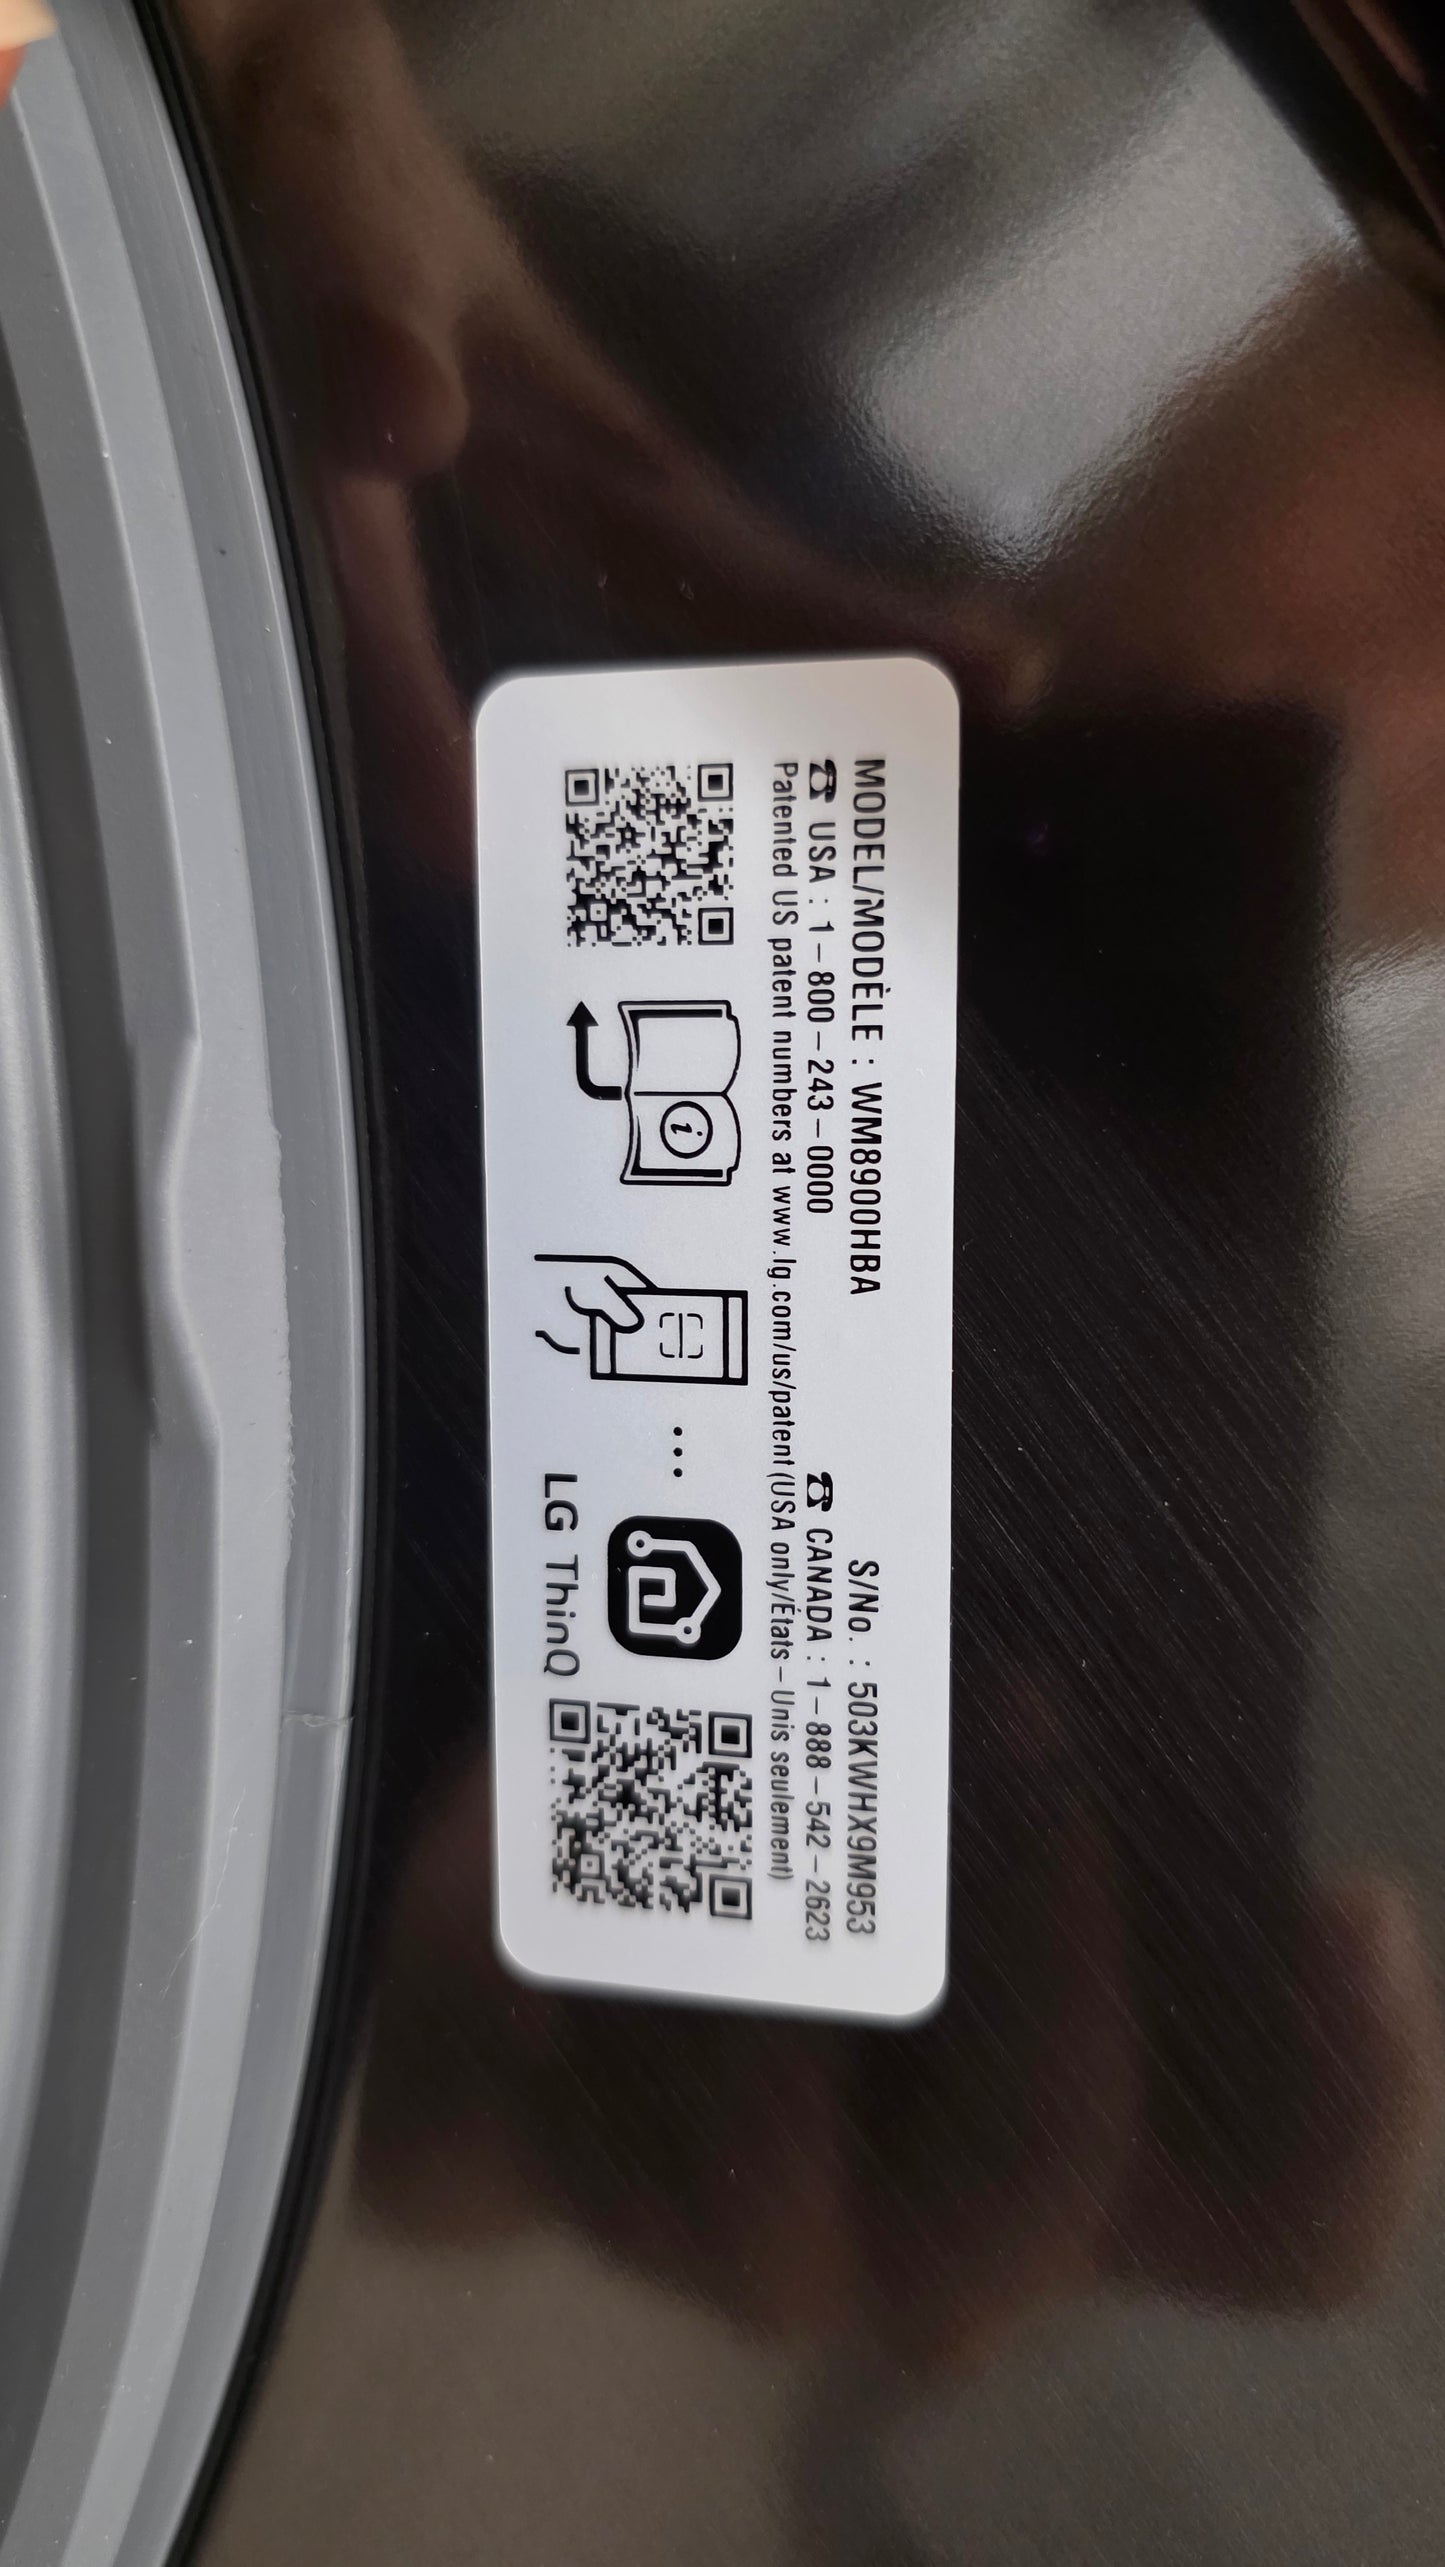 MODEL/MODÈLE : WM8900HBA S/No. : 503KWHX9M953
☎ USA : 1-800-243-0000 ☎ CANADA : 1-888-542-2623
Patented US patent numbers at www.lg.com/us/patent (USA only/États-Unis seulement)
i
...
LG ThinQ